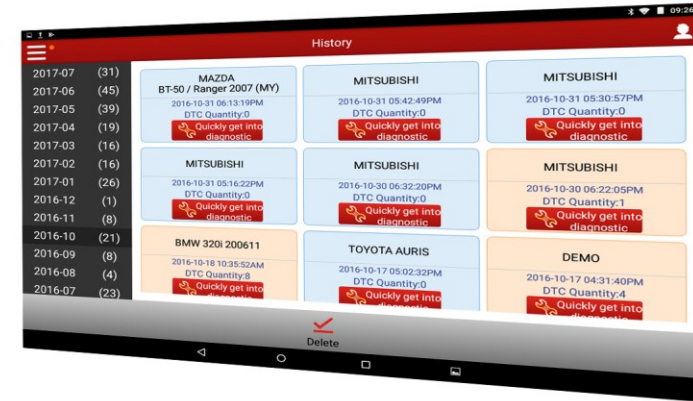 09:26
History
2017-07 (31)
2017-06 (45)
2017-05 (39)
2017-04 (19)
2017-03 (16)
2017-02 (16)
2017-01 (26)
2016-12 (1)
2016-11 (8)
2016-10 (21)
2016-09 (8)
2016-08 (4)
2016-07 (23)
MAZDA
BT-50 / Ranger 2007 (MY)
2016-10-31 06:13:19PM
DTC Quantity:0
Quickly get into
diagnostic
MITSUBISHI
2016-10-31 05:42:49PM
DTC Quantity:0
Quickly get into
diagnostic
MITSUBISHI
2016-10-31 05:30:57PM
DTC Quantity:0
Quickly get into
diagnostic
MITSUBISHI
2016-10-31 05:16:22PM
DTC Quantity:0
Quickly get into
diagnostic
MITSUBISHI
2016-10-30 06:32:20PM
DTC Quantity:0
Quickly get into
diagnostic
MITSUBISHI
2016-10-30 06:22:05PM
DTC Quantity:1
Quickly get into
diagnostic
BMW 320i 200611
2016-10-18 10:35:52AM
DTC Quantity:8
Quickly get into
diagnostic
TOYOTA AURIS
2016-10-17 05:02:32PM
DTC Quantity:0
Quickly get into
diagnostic
DEMO
2016-10-17 04:31:40PM
DTC Quantity:4
Quickly get into
diagnostic
Delete